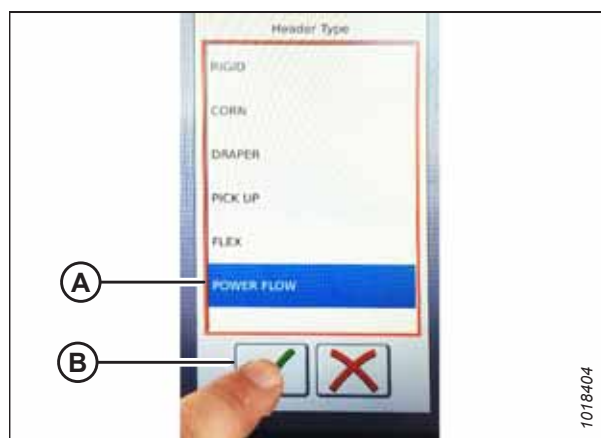 Header Type
RIGID
CORN
DRAPER
PICK UP
FLEX
A
POWER FLOW
B
1018404